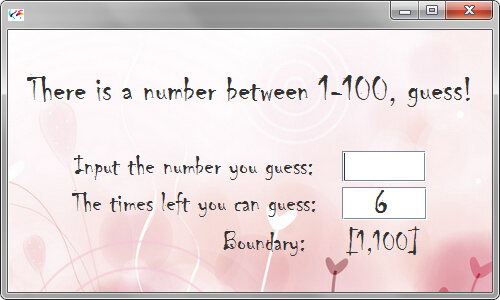 There is a number between 1-100, guess!
Input the number you guess:
The times left you can guess: 6
Boundary: [1,100]